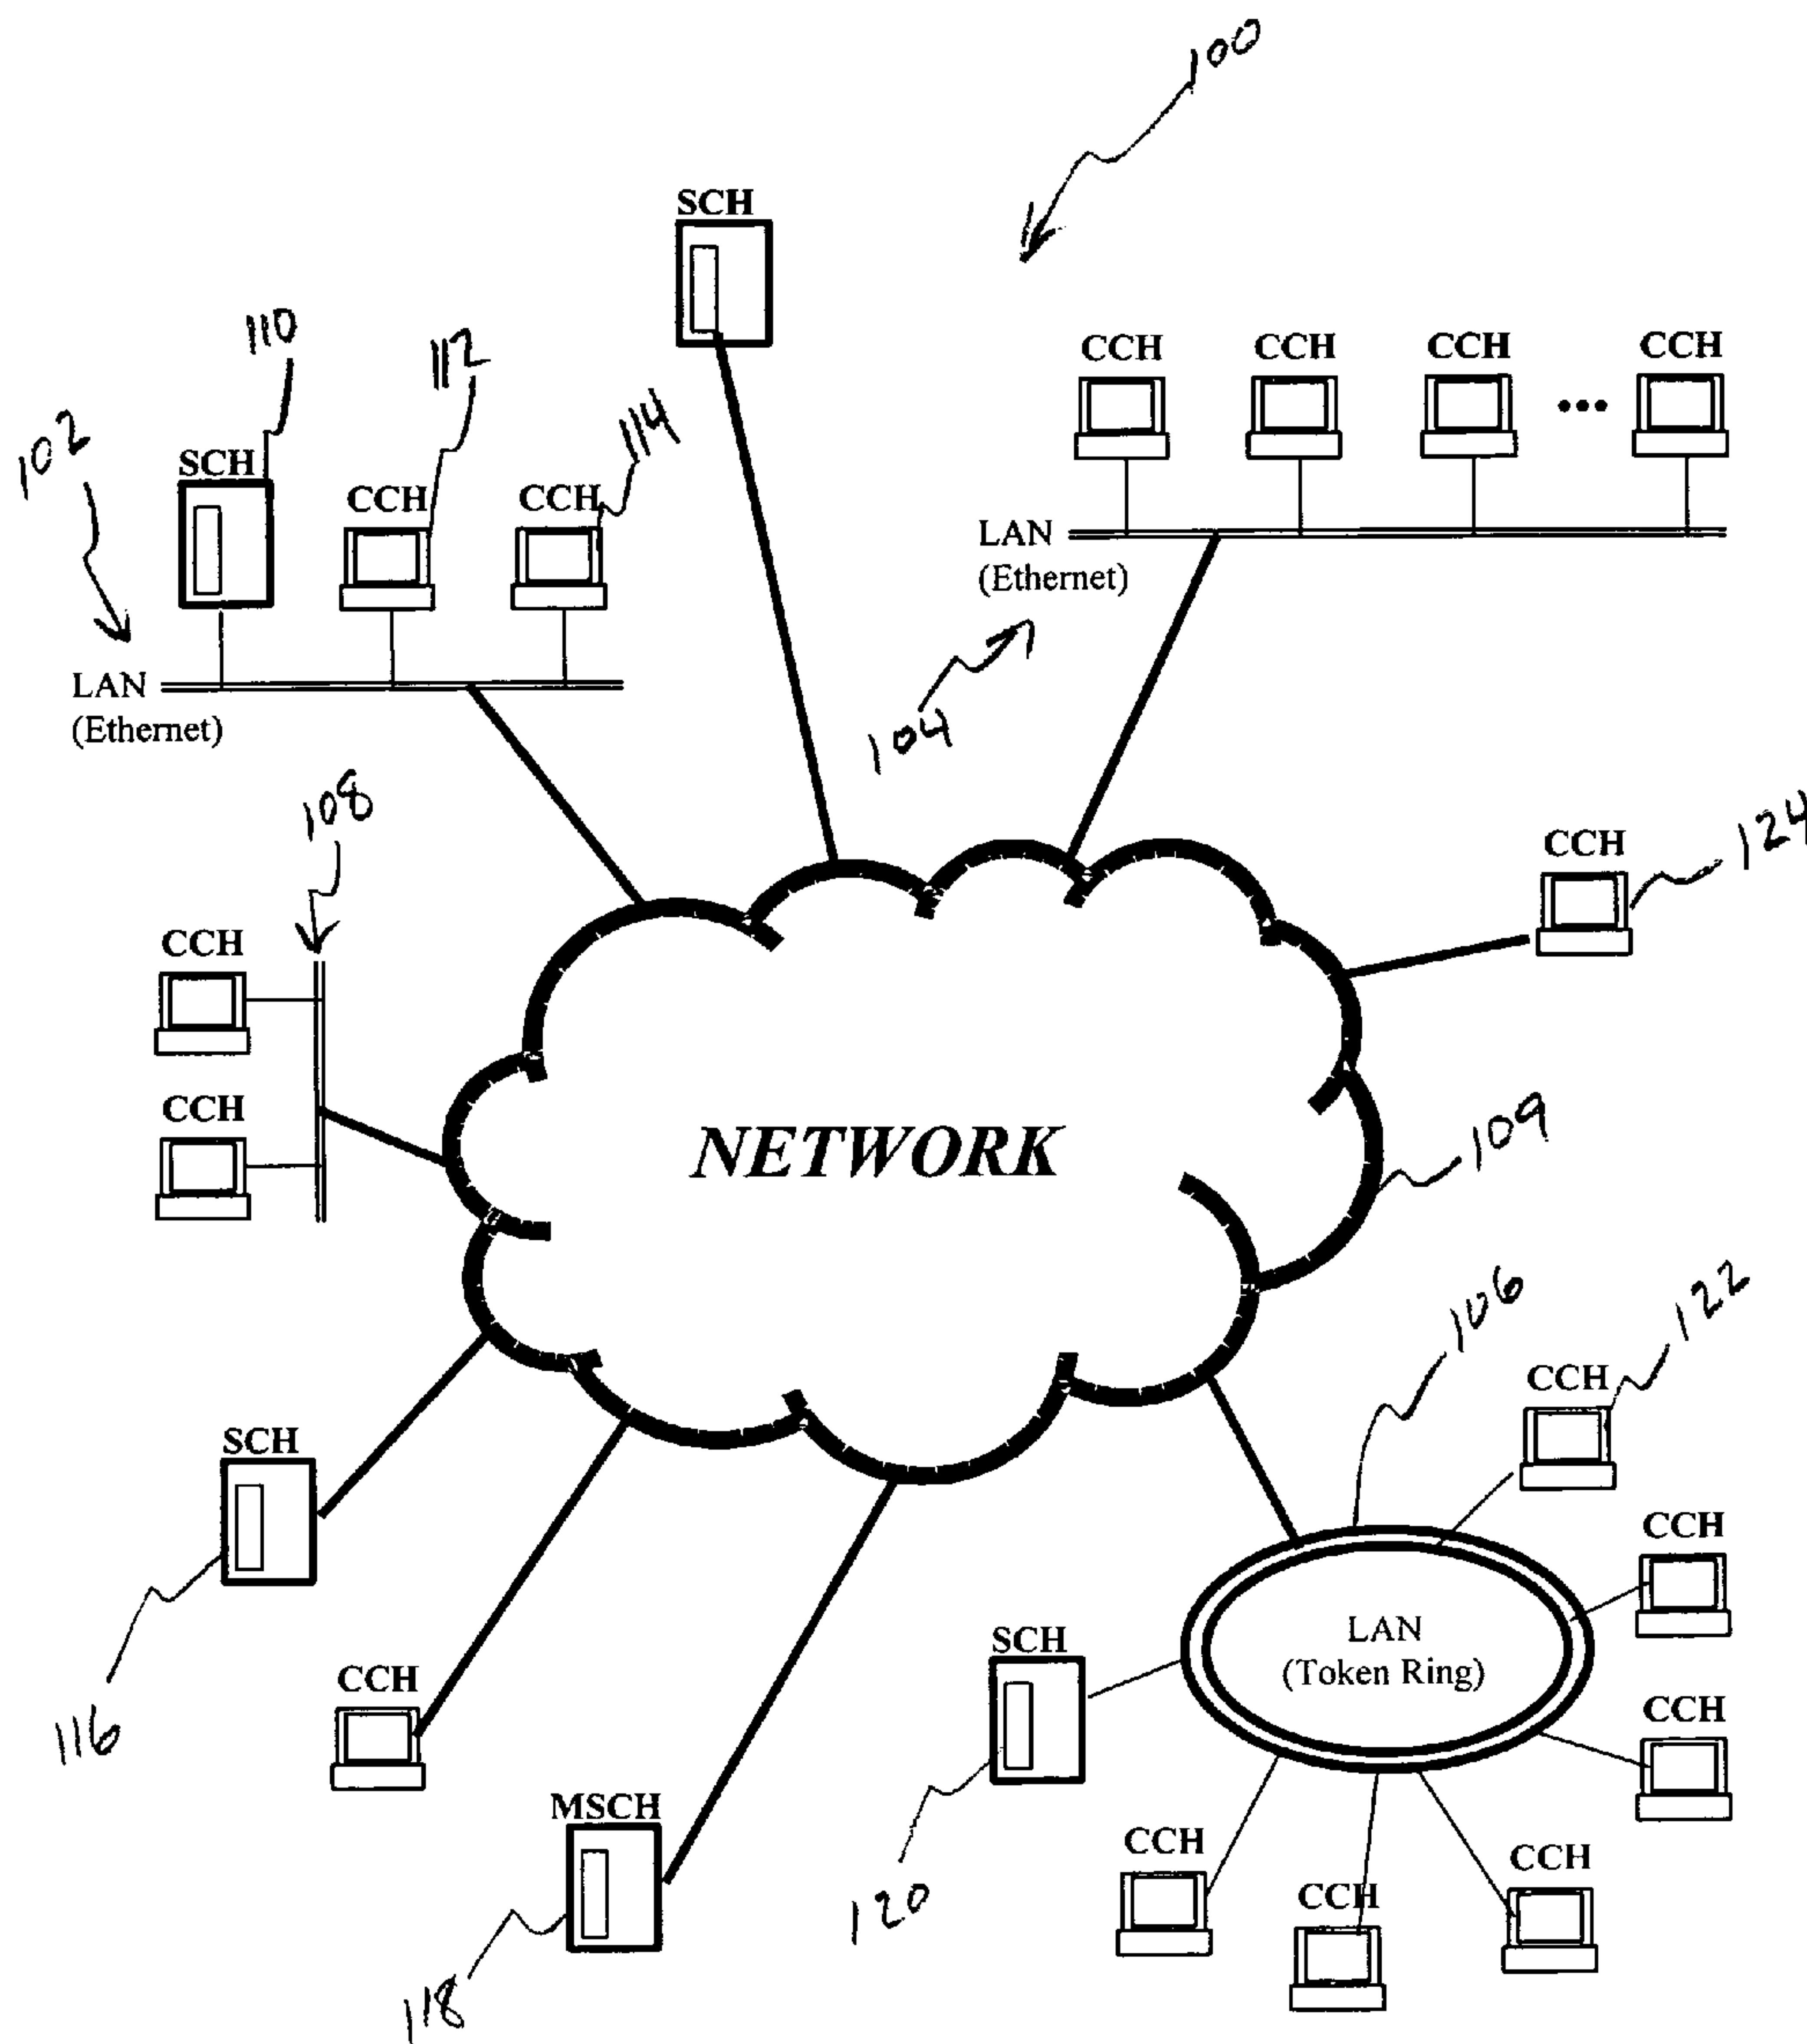 100
SCH
110
112
114
102
SCH
CCH
CCH
LAN
(Ethernet)
CCH
CCH
CCH
•••
CCH
LAN
(Ethernet)
104
108
CCH
124
CCH
CCH
NETWORK
109
106
122
CCH
SCH
116
CCH
MSCH
118
SCH
120
LAN
(Token Ring)
CCH
CCH
CCH
CCH
CCH